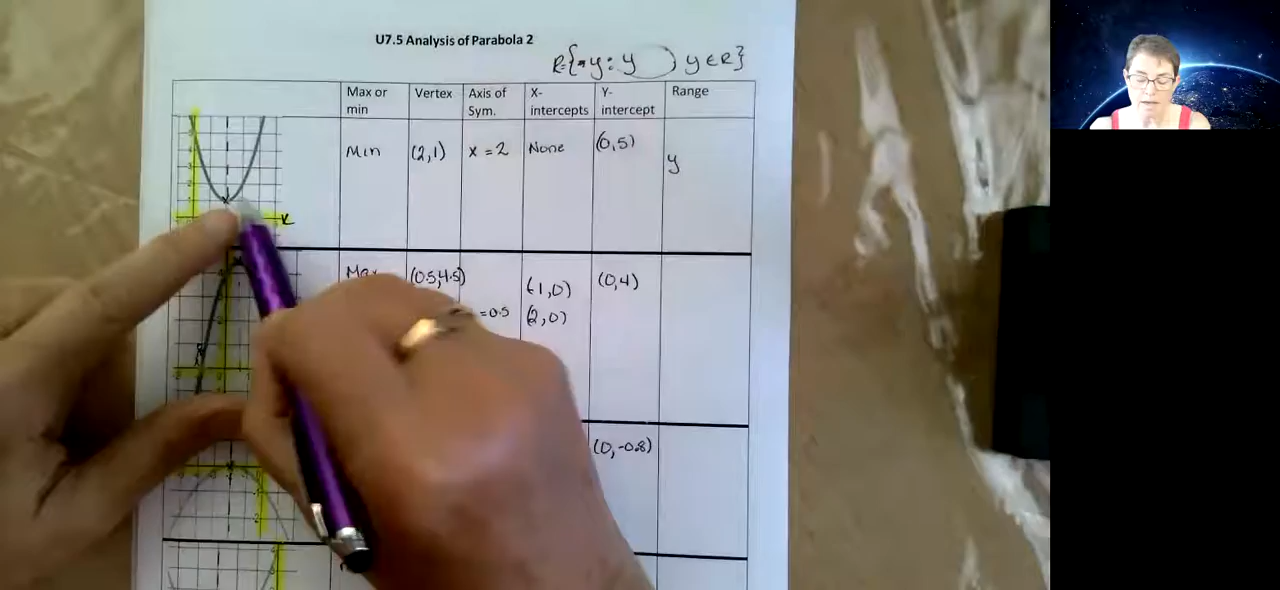 U7.5 Analysis of Parabola 2
R={y: y ) y∈R}
Max or min
Vertex
Axis of Sym.
X-intercepts
Y-intercept
Range
Min
(2,1)
x = 2
None
(0,5)
y
x
Max
(0.5,4.5)
=0.5
(-1,0)
(2,0)
(0,4)
(0,-0.8)